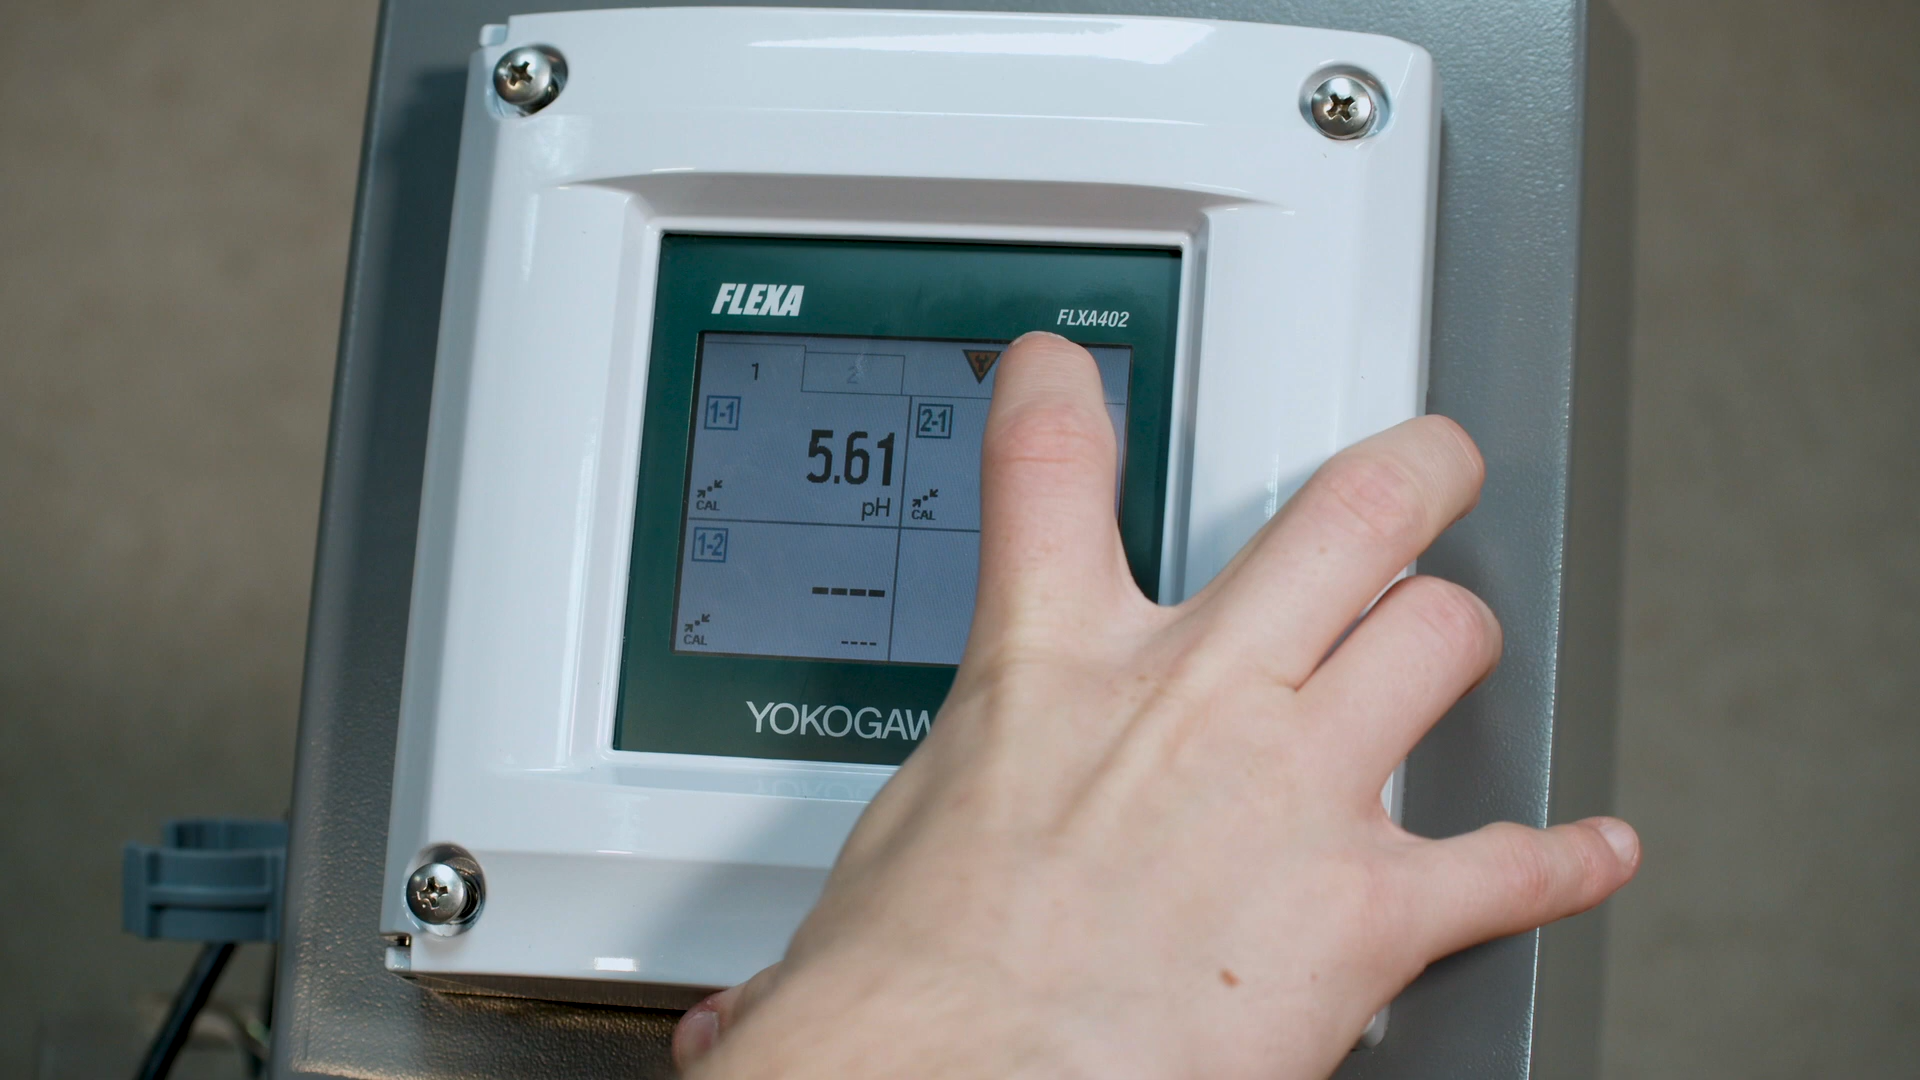 FLEXA
FLXA402
1
2
1-1
2-1
5.61
CAL
pH
CAL
1-2
----
CAL
----
YOKOGAW